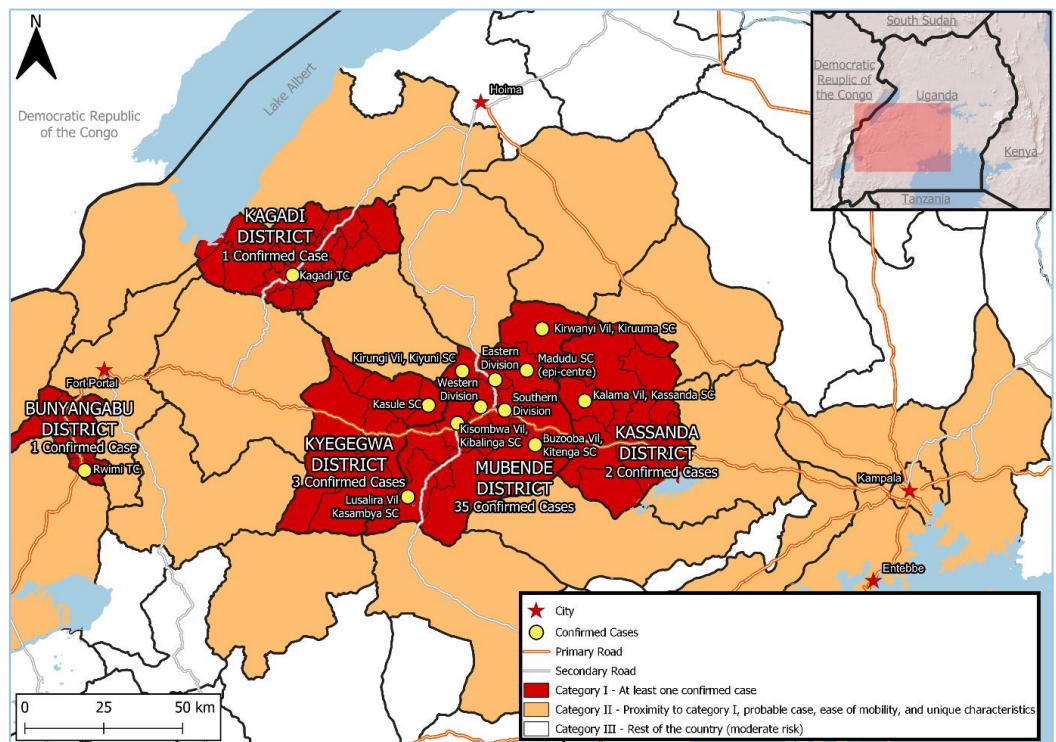 N
Democratic Republic
of the Congo
Lake Albert
Hoima
South Sudan
Democratic
Reuplic of
the Congo
Uganda
Kenya
Tanzania
KAGADI
DISTRICT
1 Confirmed Case
Kagadi TC
Kirwanyi Vil, Kiruuma SC
Kirungi Vil, Kiyuni SC
Eastern
Division
Madudu SC
(epi-centre)
Western
Division
Kasule SC
Southern
Division
Kalama Vil, Kassanda SC
Fort Portal
BUNYANGABU
DISTRICT
1 Confirmed Case
Rwimi TC
Kisombwa Vil,
Kibalinga SC
Buzooba Vil,
Kitenga SC
KYEGEGWA
DISTRICT
3 Confirmed Cases
KASSANDA
DISTRICT
2 Confirmed Cases
MUBENDE
DISTRICT
35 Confirmed Cases
Lusalira Vil
Kasambya SC
Kampala
Entebbe
City
Confirmed Cases
Primary Road
Secondary Road
Category I - At least one confirmed case
Category II - Proximity to category I, probable case, ease of mobility, and unique characteristics
Category III - Rest of the country (moderate risk)
0 25 50 km